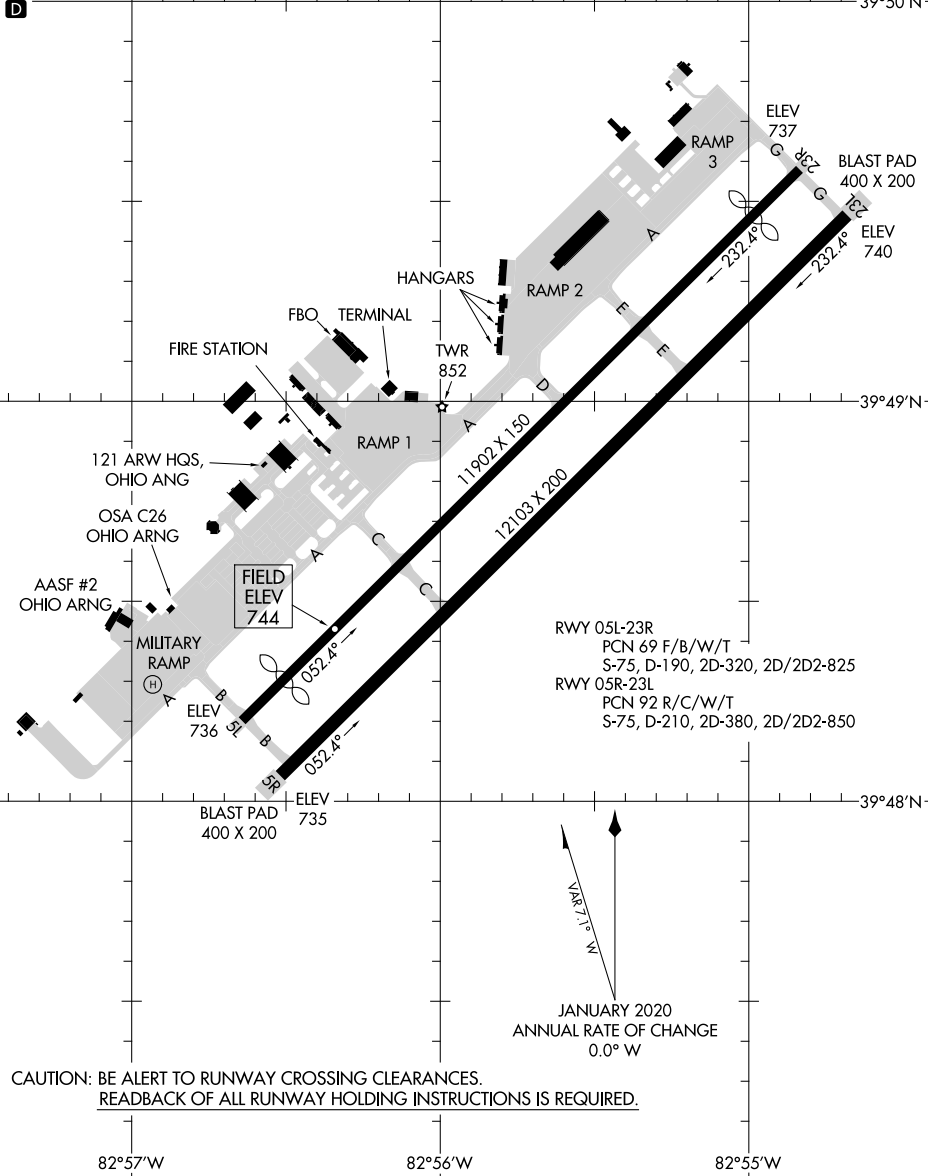 D
39°50'N
ELEV
737
G
23R
BLAST PAD
400 X 200
RAMP
3
G
23L
ELEV
740
A
232.4°
232.4°
HANGARS
RAMP 2
FBO
TERMINAL
E
E
FIRE STATION
TWR
852
D
39°49'N
A
RAMP 1
11902 X 150
121 ARW HQS,
OHIO ANG
12103 X 200
OSA C26
OHIO ARNG
A
C
C
AASF #2
OHIO ARNG
FIELD
ELEV
744
MILITARY
RAMP
H
A
052.4°
RWY 05L-23R
PCN 69 F/B/W/T
S-75, D-190, 2D-320, 2D/2D2-825
RWY 05R-23L
PCN 92 R/C/W/T
S-75, D-210, 2D-380, 2D/2D2-850
B
ELEV
736
5L
B
052.4°
5R
ELEV
735
BLAST PAD
400 X 200
39°48'N
VAR 7.1° W
JANUARY 2020
ANNUAL RATE OF CHANGE
0.0° W
CAUTION: BE ALERT TO RUNWAY CROSSING CLEARANCES.
READBACK OF ALL RUNWAY HOLDING INSTRUCTIONS IS REQUIRED.
82°57'W
82°56'W
82°55'W